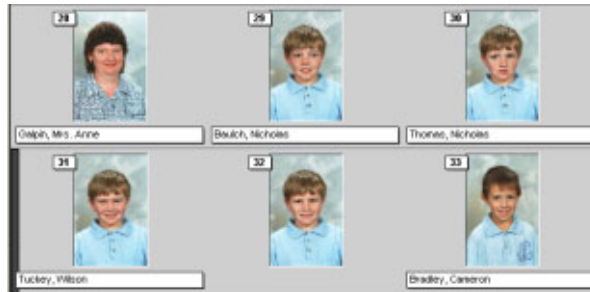 28
29
30
Galpin, Mrs. Anne
Baulch, Nicholas
Thomas, Nicholas
31
32
33
Tuckey, Wilson
Bradley, Cameron